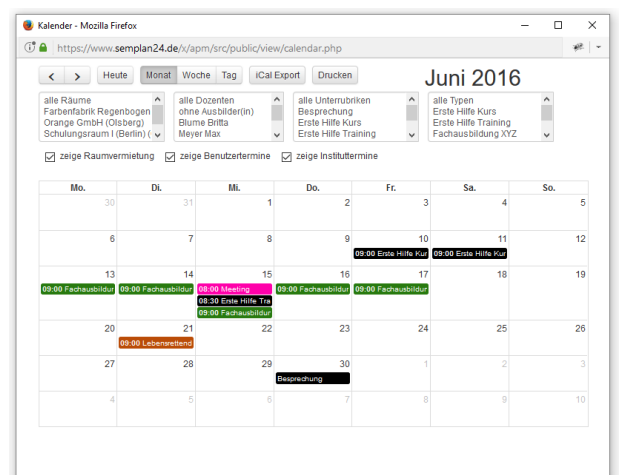 Kalender - Mozilla Firefox
https://www.semplan24.de/x/apm/src/public/view/calendar.php
Heute Monat Woche Tag iCal Export Drucken Juni 2016
alle Räume alle Dozenten alle Unterrubriken alle Typen
Farbenfabrik Regenbogen ohne Ausbilder(in) Besprechung Erste Hilfe Kurs
Orange GmbH (Olsberg) Blume Britta Erste Hilfe Kurs Erste Hilfe Training
Schulungsraum I (Berlin) ( Meyer Max Erste Hilfe Training Fachausbildung XYZ
zeige Raumvermietung zeige Benutzertermine zeige Instituttermine
Mo. Di. Mi. Do. Fr. Sa. So.
30 31 1 2 3 4 5
6 7 8 9 10 11 12
09:00 Erste Hilfe Kur 09:00 Erste Hilfe Kur
13 14 15 16 17 18 19
09:00 Fachausbildur 09:00 Fachausbildur 08:00 Meeting 09:00 Fachausbildur 09:00 Fachausbildur
08:30 Erste Hilfe Tra
09:00 Fachausbildur
20 21 22 23 24 25 26
09:00 Lebensrettend
27 28 29 30 1 2 3
Besprechung
4 5 6 7 8 9 10